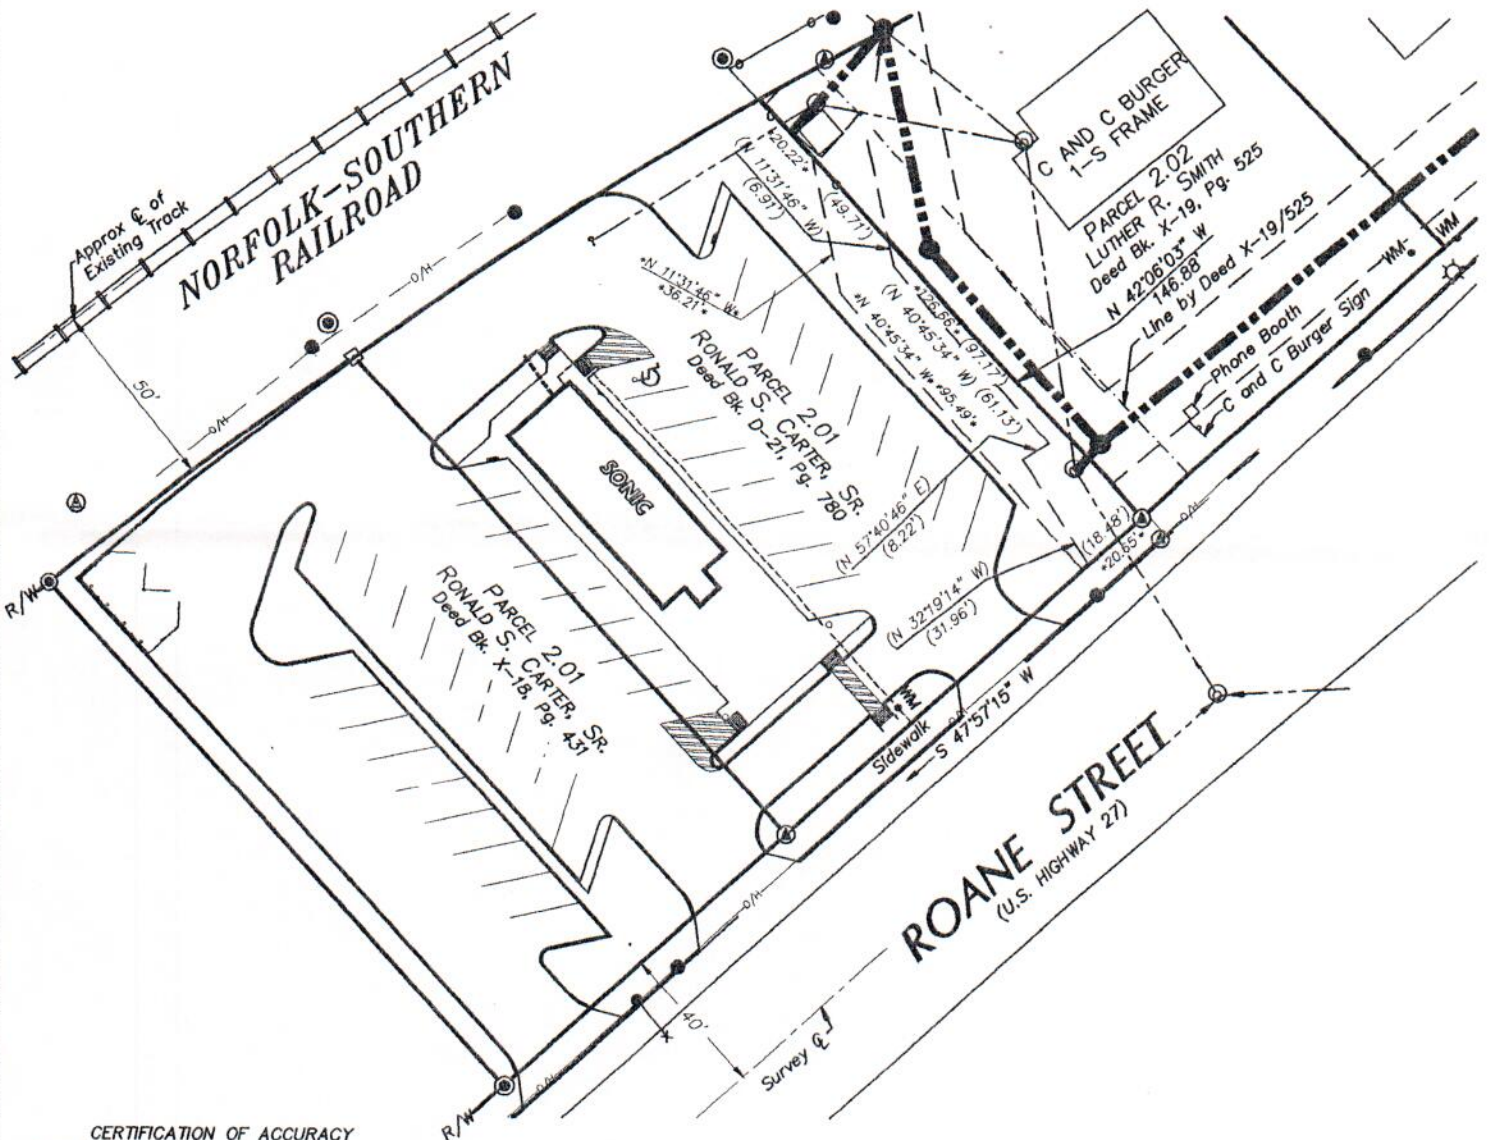 NORFOLK-SOUTHERN
RAILROAD
Approx ℄ of
Existing Track
50'
O/H
O/H
C AND C BURGER
1-S FRAME
PARCEL 2.02
LUTHER R. SMITH
Deed Bk. X-19, Pg. 525
N 42°06'03" W
146.88'
Line by Deed X-19/525
Phone Booth
C and C Burger Sign
WM
WM
*20.22'*
(N 11°31'46" W)
(6.91')
(49.71')
*N 11°31'46" W*
*36.21'*
*126.66'* (97.17')
(N 40°45'34" W) (61.13')
*N 40°45'34" W* *95.49'*
PARCEL 2.01
RONALD S. CARTER, SR.
Deed Bk. D-21, Pg. 780
SONIC
(N 57°40'46" E)
(8.22')
(N 32°19'14" W)
(31.96')
(18.48')
*20.65'*
O/H
PARCEL 2.01
RONALD S. CARTER, SR.
Deed Bk. X-18, Pg. 431
WM
Sidewalk
S 47°57'15" W
R/W
ROANE STREET
(U.S. HIGHWAY 27)
O/H
40'
Survey ℄
O/H
R/W
CERTIFICATION OF ACCURACY